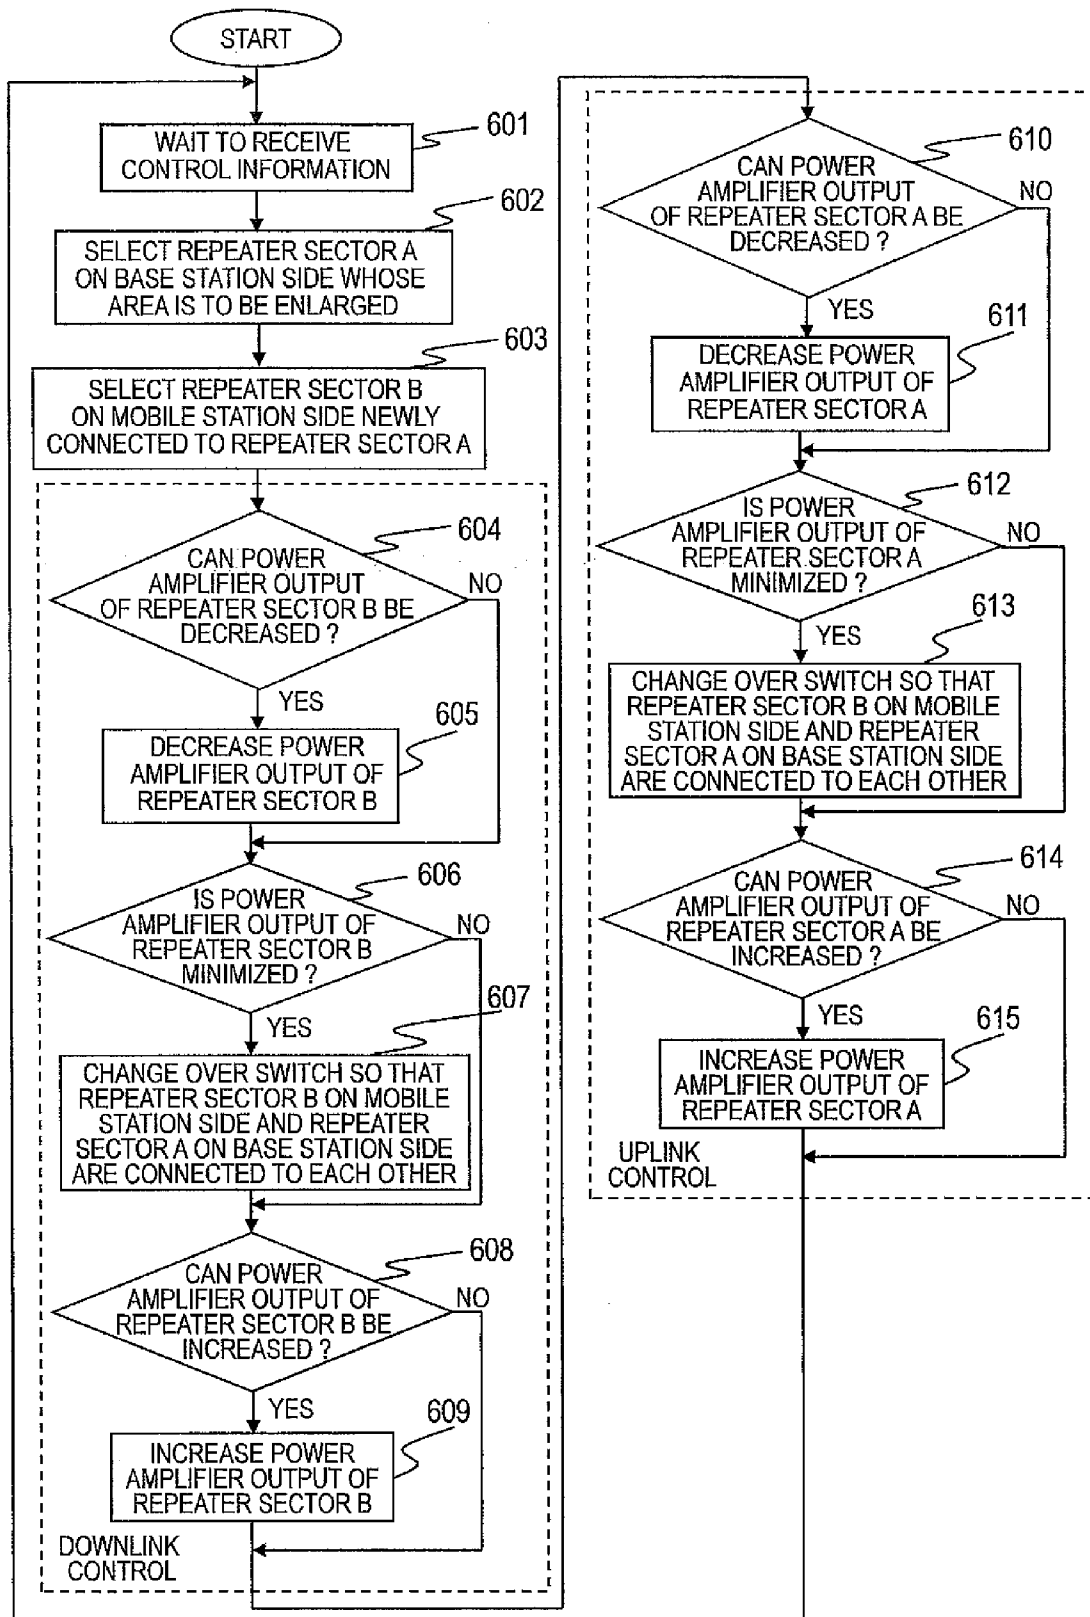 START
601
WAIT TO RECEIVE
CONTROL INFORMATION
602
SELECT REPEATER SECTOR A
ON BASE STATION SIDE WHOSE
AREA IS TO BE ENLARGED
603
SELECT REPEATER SECTOR B
ON MOBILE STATION SIDE NEWLY
CONNECTED TO REPEATER SECTOR A
604
CAN POWER
AMPLIFIER OUTPUT
OF REPEATER SECTOR B BE
DECREASED ?
NO
YES
605
DECREASE POWER
AMPLIFIER OUTPUT OF
REPEATER SECTOR B
606
IS POWER
AMPLIFIER OUTPUT OF
REPEATER SECTOR B
MINIMIZED ?
NO
YES
607
CHANGE OVER SWITCH SO THAT
REPEATER SECTOR B ON MOBILE
STATION SIDE AND REPEATER
SECTOR A ON BASE STATION SIDE
ARE CONNECTED TO EACH OTHER
608
CAN POWER
AMPLIFIER OUTPUT OF
REPEATER SECTOR B BE
INCREASED ?
NO
YES
609
INCREASE POWER
AMPLIFIER OUTPUT OF
REPEATER SECTOR B
DOWNLINK
CONTROL
610
CAN POWER
AMPLIFIER OUTPUT
OF REPEATER SECTOR A BE
DECREASED ?
NO
YES
611
DECREASE POWER
AMPLIFIER OUTPUT OF
REPEATER SECTOR A
612
IS POWER
AMPLIFIER OUTPUT OF
REPEATER SECTOR A
MINIMIZED ?
NO
YES
613
CHANGE OVER SWITCH SO THAT
REPEATER SECTOR B ON MOBILE
STATION SIDE AND REPEATER
SECTOR A ON BASE STATION SIDE
ARE CONNECTED TO EACH OTHER
614
CAN POWER
AMPLIFIER OUTPUT OF
REPEATER SECTOR A BE
INCREASED ?
NO
YES
615
INCREASE POWER
AMPLIFIER OUTPUT OF
REPEATER SECTOR A
UPLINK
CONTROL